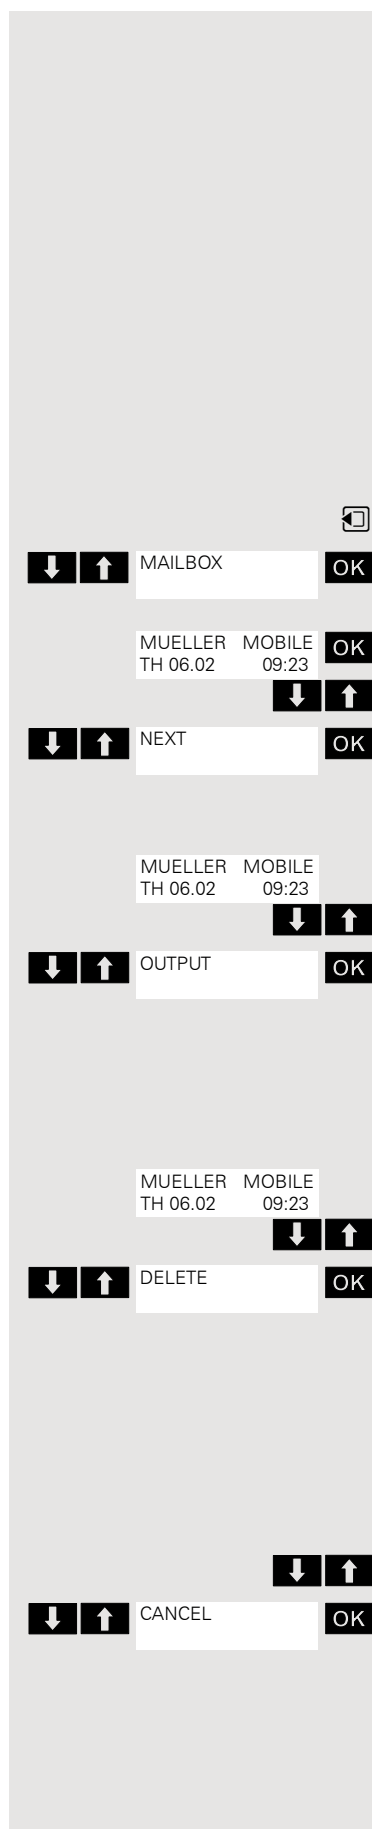 MAILBOX OK
MUELLER MOBILE OK
TH 06.02 09:23
NEXT OK
MUELLER MOBILE
TH 06.02 09:23
OUTPUT OK
MUELLER MOBILE
TH 06.02 09:23
DELETE OK
CANCEL OK